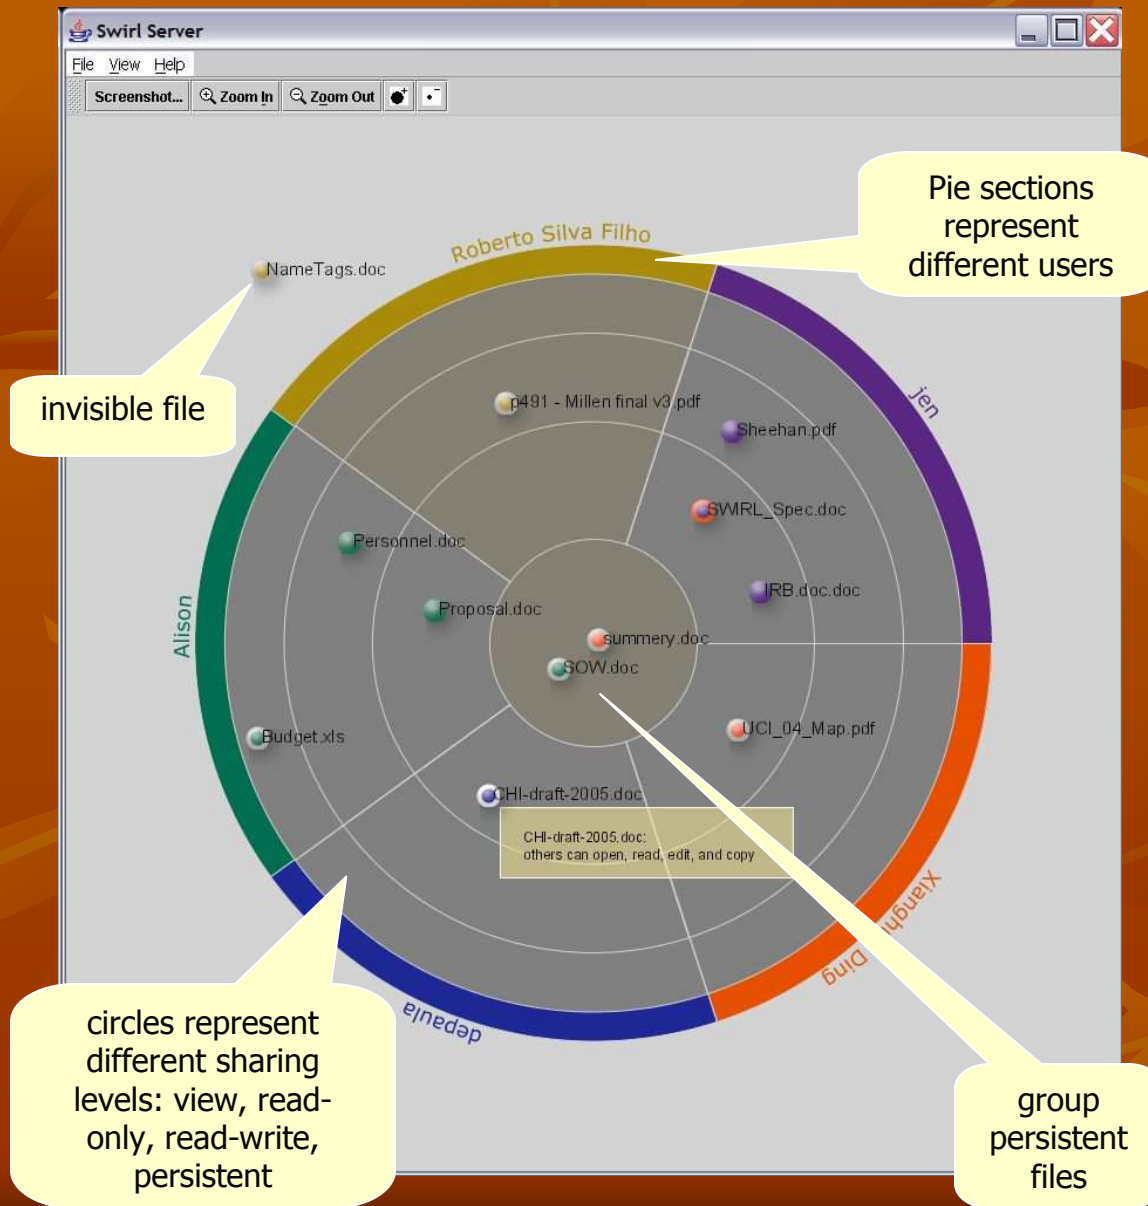 Swirl Server
File View Help
Screenshot... Zoom In Zoom Out
Pie sections
represent
different users
Roberto Silva Filho
NameTags.doc
invisible file
jen
p491 - Millen final v3.pdf
Sheehan.pdf
SWIRL_Spec.doc
Personnel.doc
IRB.doc.doc
Proposal.doc
Alison
summery.doc
SOW.doc
UCI_04_Map.pdf
Budget.xls
CHI-draft-2005.doc
CHI-draft-2005.doc:
others can open, read, edit, and copy
Ding
depaula
circles represent
different sharing
levels: view, read-
only, read-write,
persistent
group
persistent
files